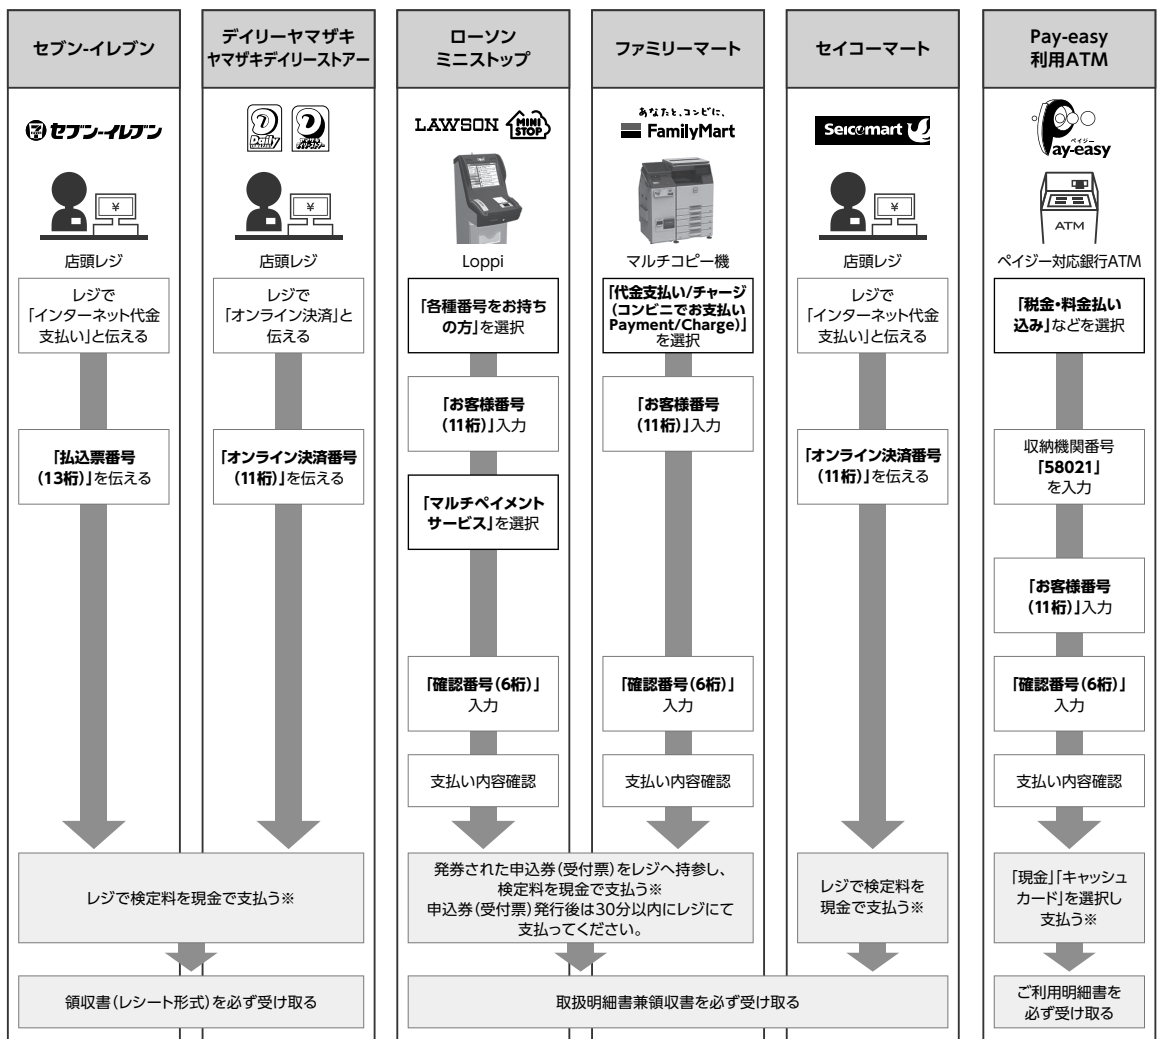 セブン-イレブン
デイリーヤマザキ
ヤマザキデイリーストアー
ローソン
ミニストップ
ファミリーマート
セイコーマート
Pay-easy
利用ATM
セブン-イレブン
Daily
LAWSON
MINI
STOP
あなたと、コンビに、
FamilyMart
Seicomart
ペイジー
Pay-easy
¥
¥
¥
ATM
店頭レジ
店頭レジ
Loppi
マルチコピー機
店頭レジ
ペイジー対応銀行ATM
レジで
「インターネット代金
支払い」と伝える
レジで
「オンライン決済」と
伝える
「各種番号をお持ち
の方」を選択
「代金支払い/チャージ
(コンビニでお支払い
Payment/Charge)」
を選択
レジで
「インターネット代金
支払い」と伝える
「税金・料金払い
込み」などを選択
「お客様番号
(11桁)」入力
「お客様番号
(11桁)」入力
「払込票番号
(13桁)」を伝える
「オンライン決済番号
(11桁)」を伝える
「マルチペイメント
サービス」を選択
「オンライン決済番号
(11桁)」を伝える
収納機関番号
「58021」
を入力
「お客様番号
(11桁)」入力
「確認番号(6桁)」
入力
「確認番号(6桁)」
入力
「確認番号(6桁)」
入力
支払い内容確認
支払い内容確認
支払い内容確認
レジで検定料を現金で支払う※
発券された申込券(受付票)をレジへ持参し、
検定料を現金で支払う※
申込券(受付票)発行後は30分以内にレジにて
支払ってください。
レジで検定料を
現金で支払う※
「現金」「キャッシュ
カード」を選択し
支払う※
領収書(レシート形式)を必ず受け取る
取扱明細書兼領収書を必ず受け取る
ご利用明細書を
必ず受け取る